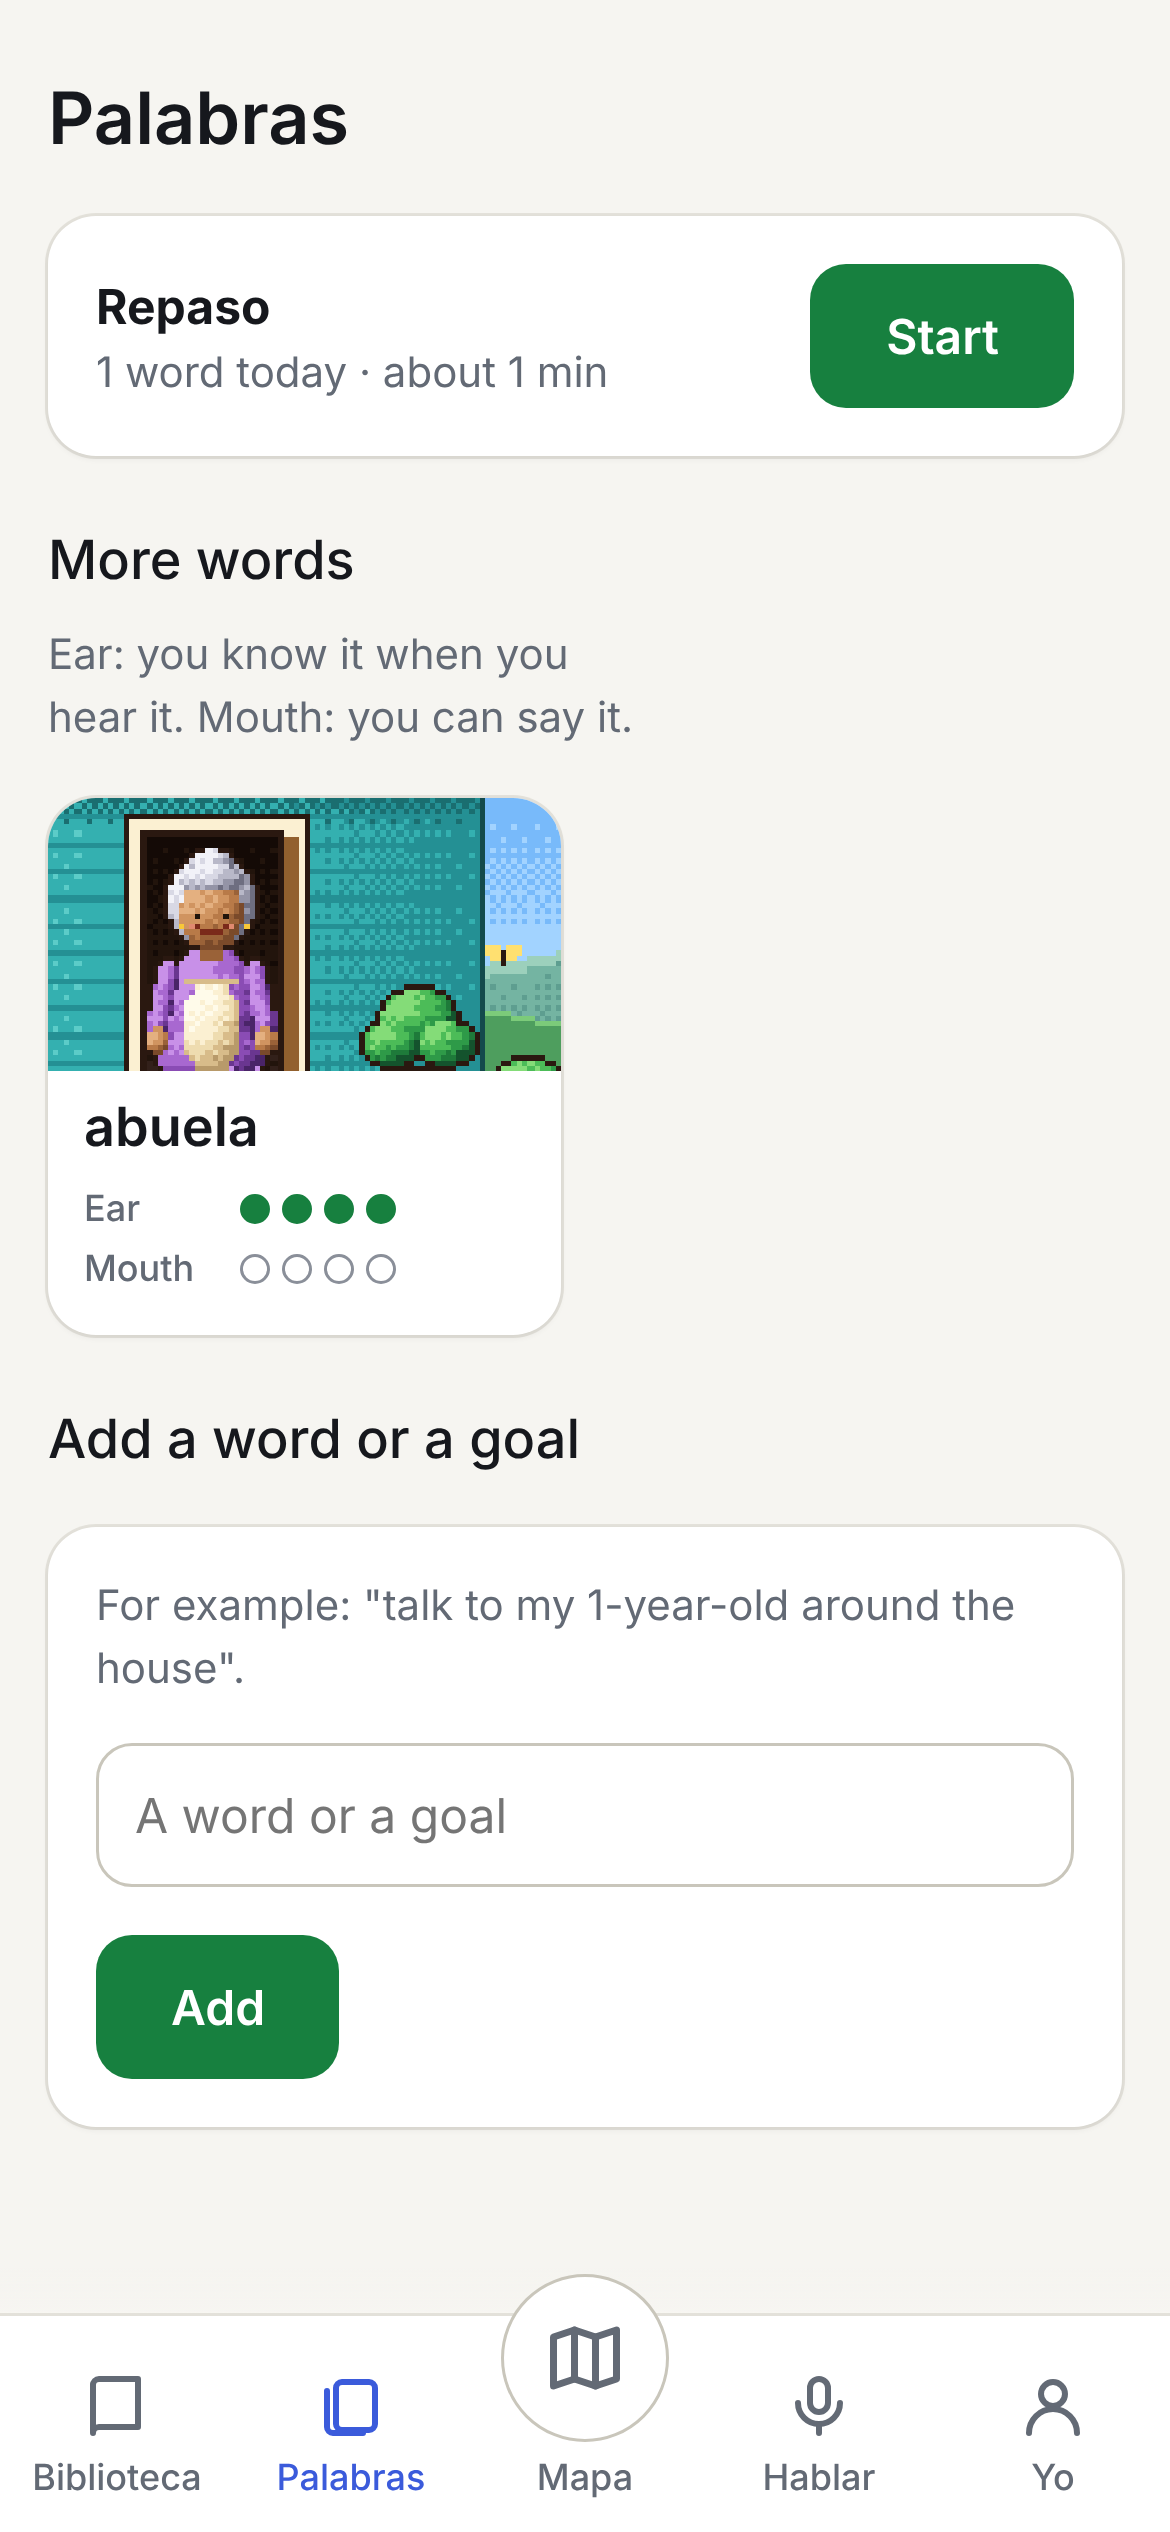 Palabras
Repaso
1 word today · about 1 min
Start
More words
Ear: you know it when you
hear it. Mouth: you can say it.
abuela
Ear
Mouth
Add a word or a goal
For example: "talk to my 1-year-old around the
house".
A word or a goal
Add
Biblioteca
Palabras
Mapa
Hablar
Yo